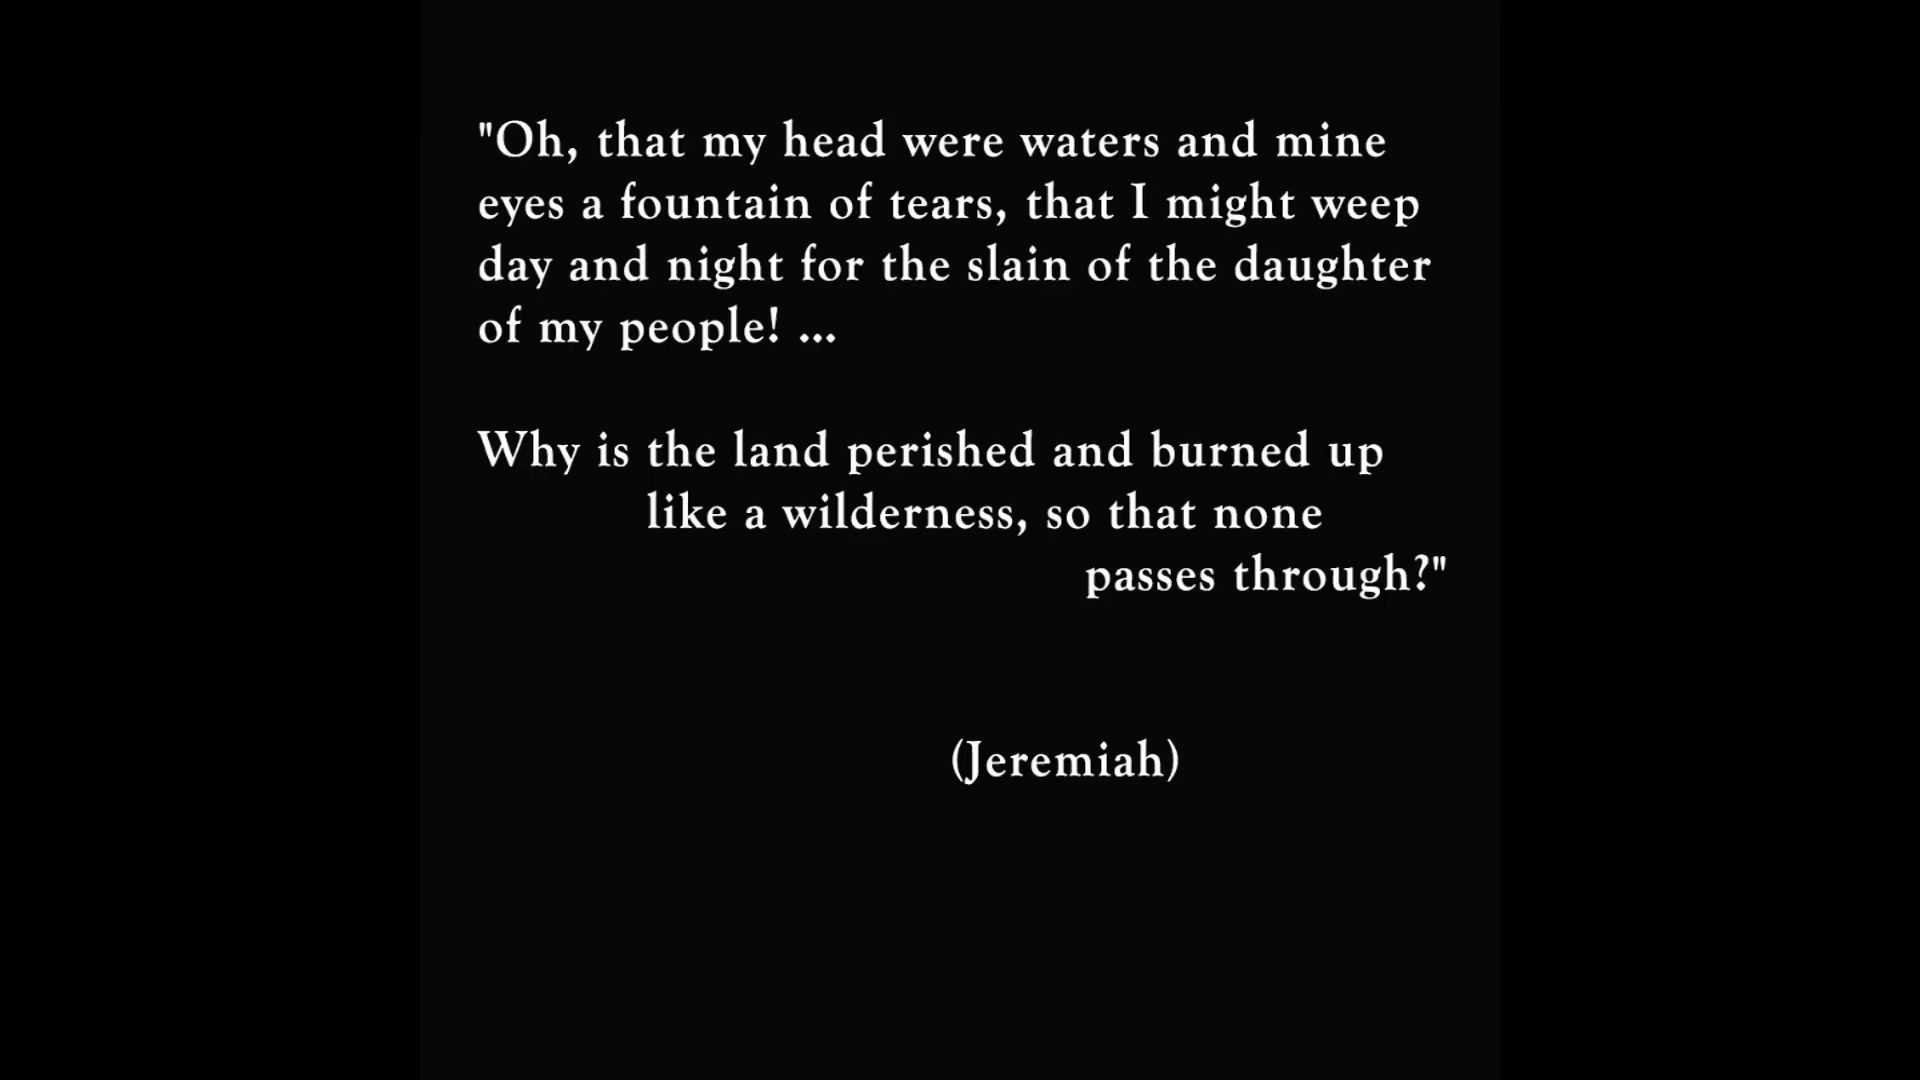 "Oh, that my head were waters and mine
eyes a fountain of tears, that I might weep
day and night for the slain of the daughter
of my people! ...
Why is the land perished and burned up
like a wilderness, so that none
passes through?"
(Jeremiah)